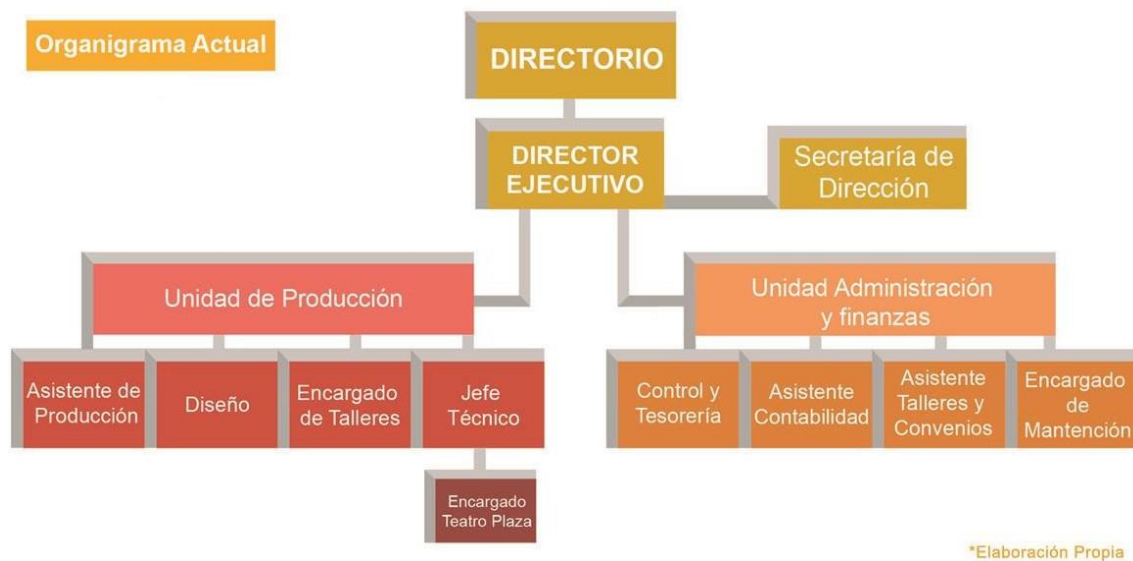 Organigrama Actual
DIRECTORIO
DIRECTOR
EJECUTIVO
Secretaría de
Dirección
Unidad de Producción
Unidad Administración
y finanzas
Asistente de
Producción
Diseño
Encargado
de Talleres
Jefe
Técnico
Control y
Tesorería
Asistente
Contabilidad
Asistente
Talleres y
Convenios
Encargado
de
Mantención
Encargado
Teatro Plaza
*Elaboración Propia